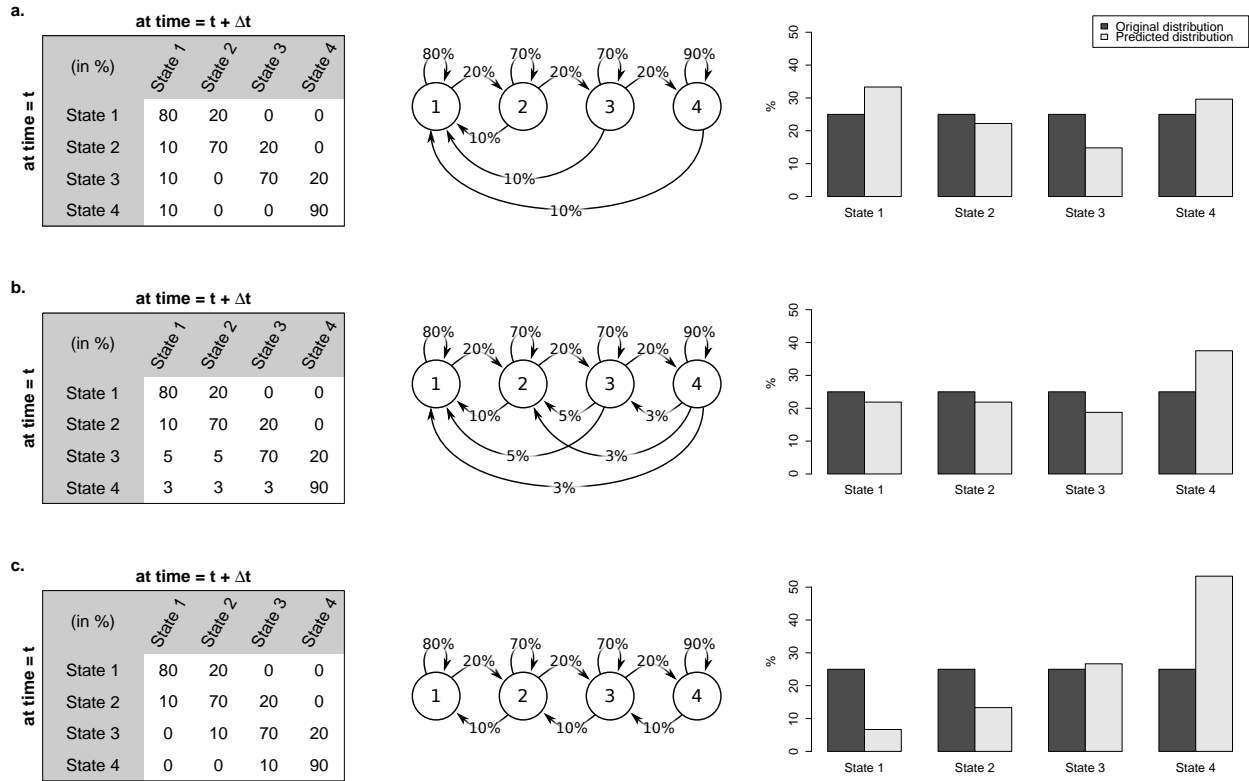 a.
at time = t + Δt
at time = t
(in %) State 1 State 2 State 3 State 4
State 1 80 20 0 0
State 2 10 70 20 0
State 3 10 0 70 20
State 4 10 0 0 90
80% 70% 70% 90%
20% 20% 20%
1 2 3 4
10%
10%
10%
Original distribution
Predicted distribution
%
0 10 20 30 40 50
State 1 State 2 State 3 State 4
b.
at time = t + Δt
at time = t
(in %) State 1 State 2 State 3 State 4
State 1 80 20 0 0
State 2 10 70 20 0
State 3 5 5 70 20
State 4 3 3 3 90
80% 70% 70% 90%
20% 20% 20%
1 2 3 4
10% 5% 3%
5% 3%
3%
%
0 10 20 30 40 50
State 1 State 2 State 3 State 4
c.
at time = t + Δt
at time = t
(in %) State 1 State 2 State 3 State 4
State 1 80 20 0 0
State 2 10 70 20 0
State 3 0 10 70 20
State 4 0 0 10 90
80% 70% 70% 90%
20% 20% 20%
1 2 3 4
10% 10% 10%
%
0 10 20 30 40 50
State 1 State 2 State 3 State 4